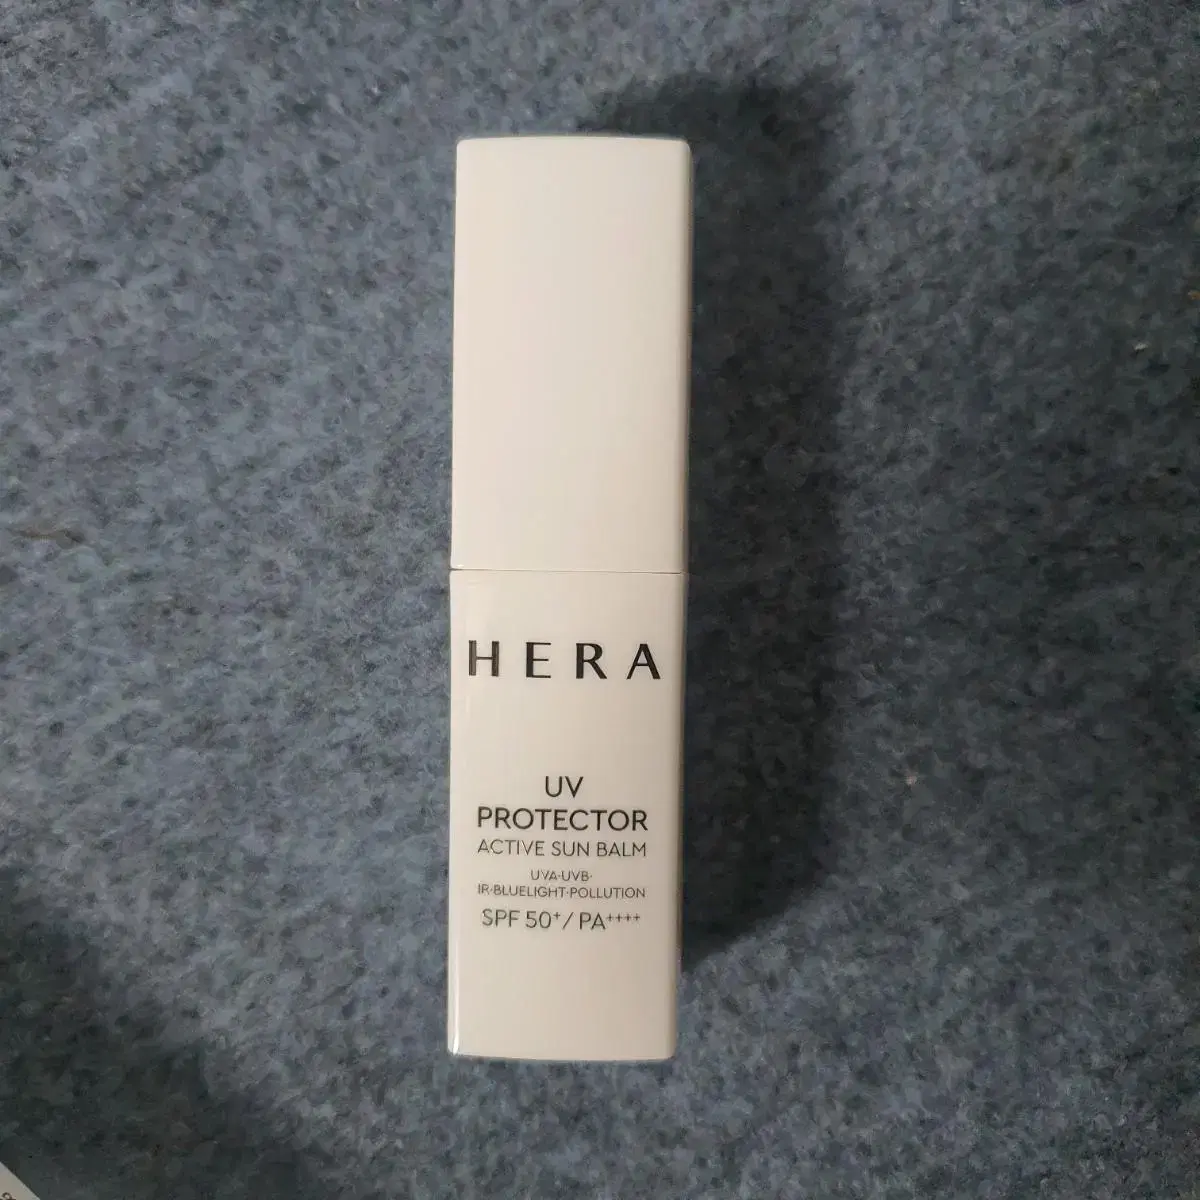 HERA
UV
PROTECTOR
ACTIVE SUN BALM
UVA·UVB·
IR·BLUELIGHT·POLLUTION
SPF 50⁺/PA⁺⁺⁺⁺